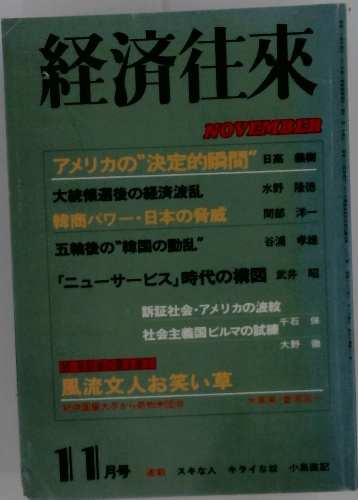 経済往來
NOVEMBER
アメリカの"決定的瞬間" 日高 義樹
大統領選後の経済波乱 水野 隆徳
韓商パワー・日本の脅威 間部 洋一
五輪後の"韓国の動乱" 谷浦 孝雄
「ニューサービス」時代の構図 武井 昭
訴証社会・アメリカの波紋 千石 保
社会主義国ビルマの試練 大野 徹
風流文人お笑い草
11月号 連載 スキな人 キライな奴 小島直記